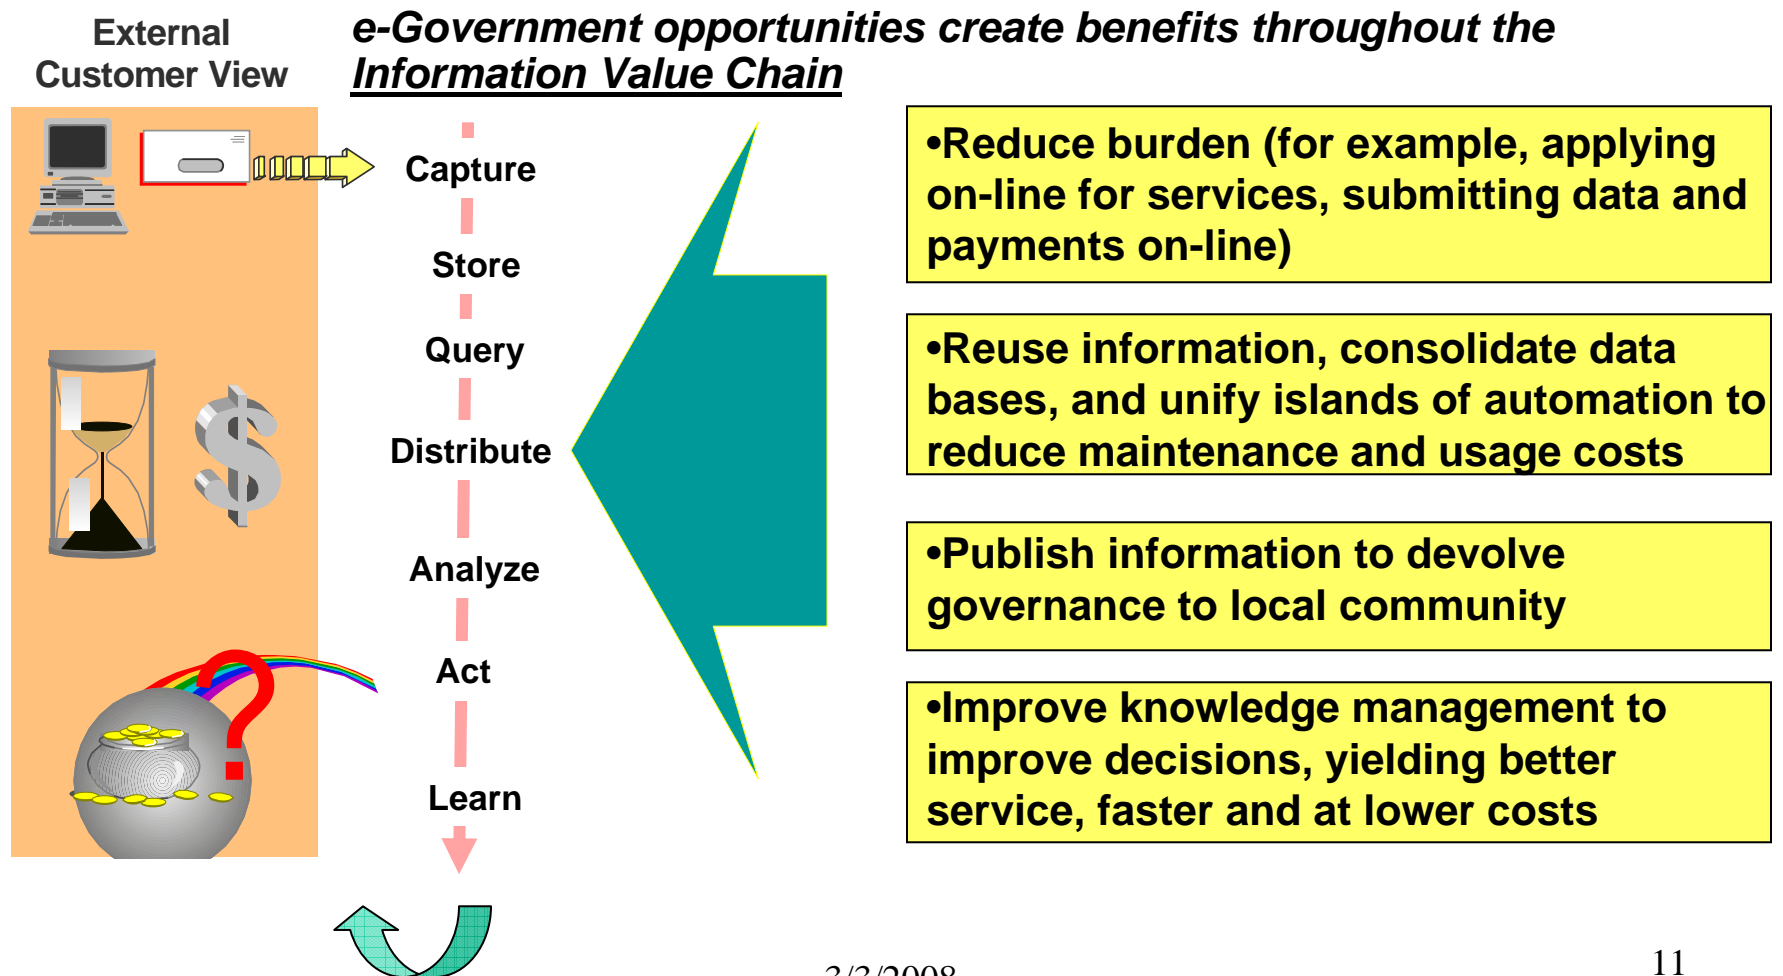 External
Customer View
e-Government opportunities create benefits throughout the
Information Value Chain
Capture
Store
Query
Distribute
Analyze
Act
Learn
•Reduce burden (for example, applying
on-line for services, submitting data and
payments on-line)
•Reuse information, consolidate data
bases, and unify islands of automation to
reduce maintenance and usage costs
•Publish information to devolve
governance to local community
•Improve knowledge management to
improve decisions, yielding better
service, faster and at lower costs
3/3/2008
11